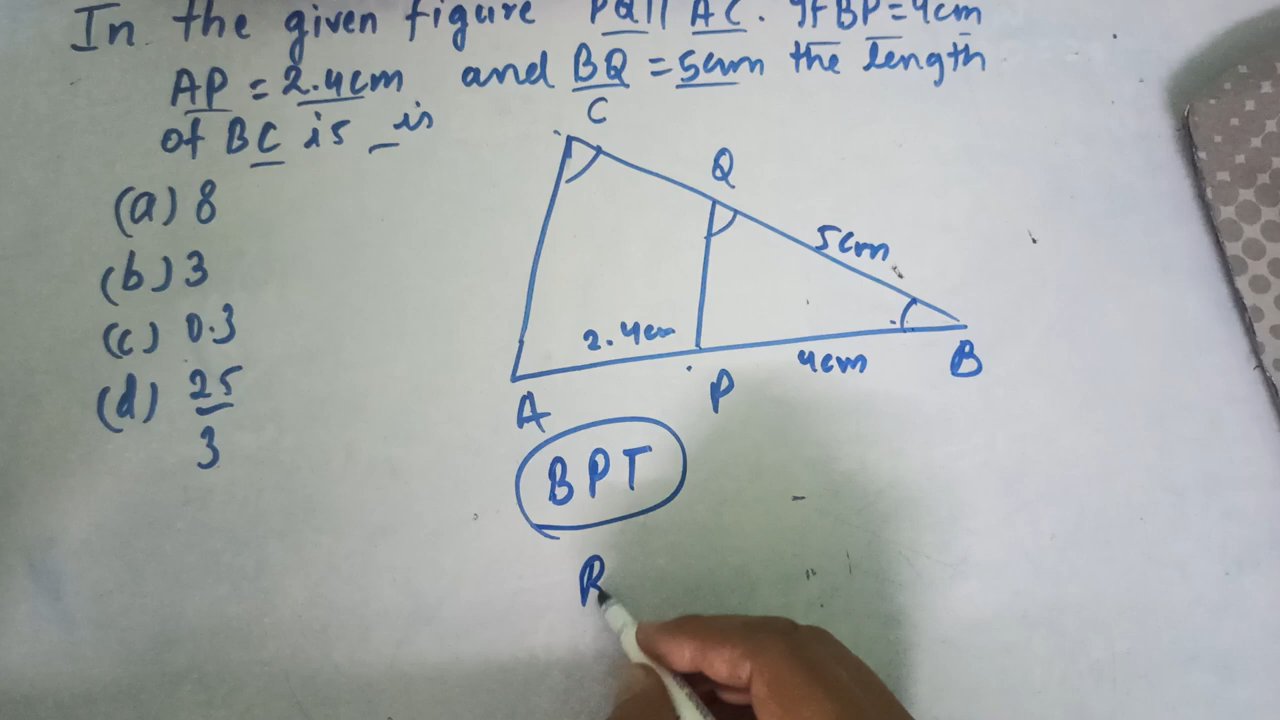 In the given figure PQ || AC. If BP=4cm
AP = 2.4cm and BQ = 5cm the length
of BC is _ is
(a) 8
(b) 3
(c) 0.3
(d) 25
3
C
Q
5cm
2.4cm
4cm
B
P
A
BPT
R